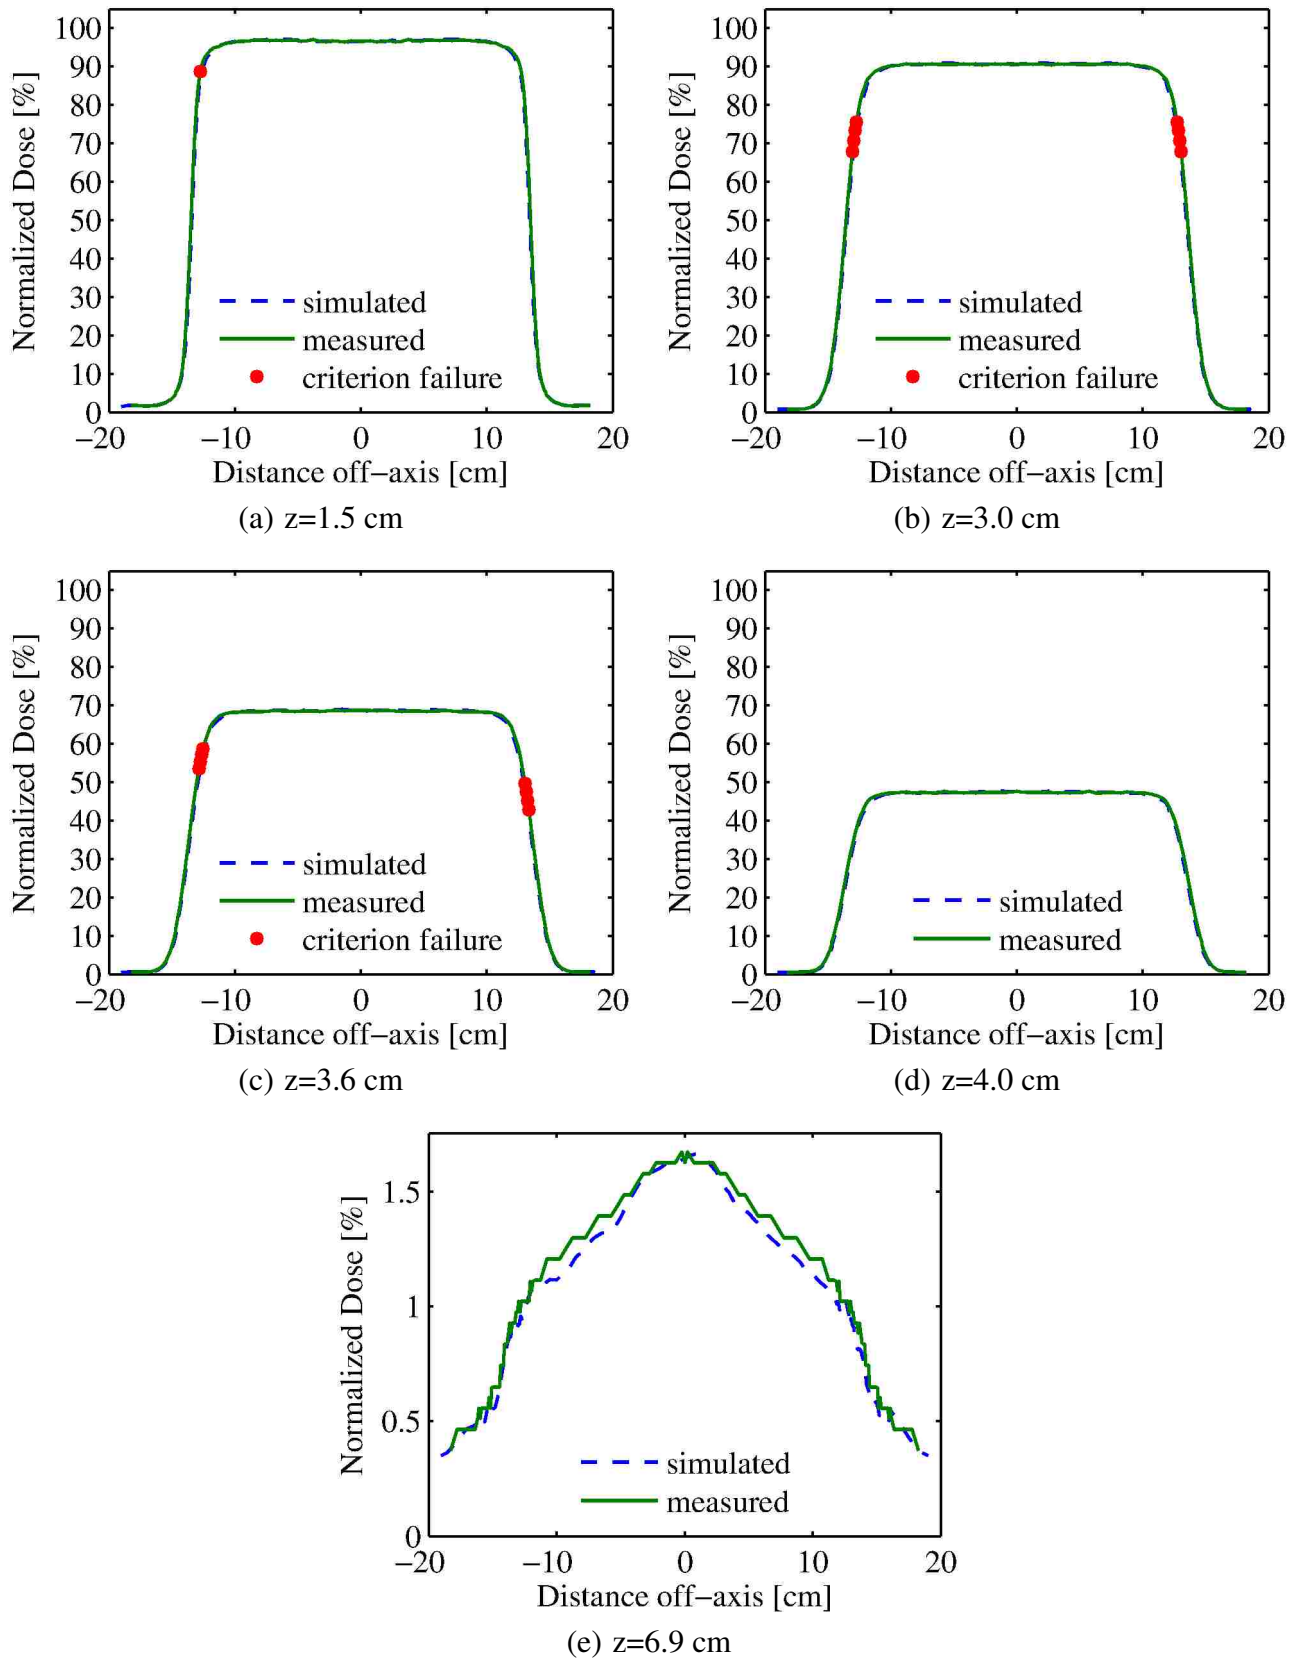 100
90
80
70
60
50
40
30
20
10
0
Normalized Dose [%]
simulated
measured
criterion failure
−20 −10 0 10 20
Distance off−axis [cm]
(a) z=1.5 cm
100
90
80
70
60
50
40
30
20
10
0
Normalized Dose [%]
simulated
measured
criterion failure
−20 −10 0 10 20
Distance off−axis [cm]
(b) z=3.0 cm
100
90
80
70
60
50
40
30
20
10
0
Normalized Dose [%]
simulated
measured
criterion failure
−20 −10 0 10 20
Distance off−axis [cm]
(c) z=3.6 cm
100
90
80
70
60
50
40
30
20
10
0
Normalized Dose [%]
simulated
measured
−20 −10 0 10 20
Distance off−axis [cm]
(d) z=4.0 cm
1.5
1
0.5
0
Normalized Dose [%]
simulated
measured
−20 −10 0 10 20
Distance off−axis [cm]
(e) z=6.9 cm